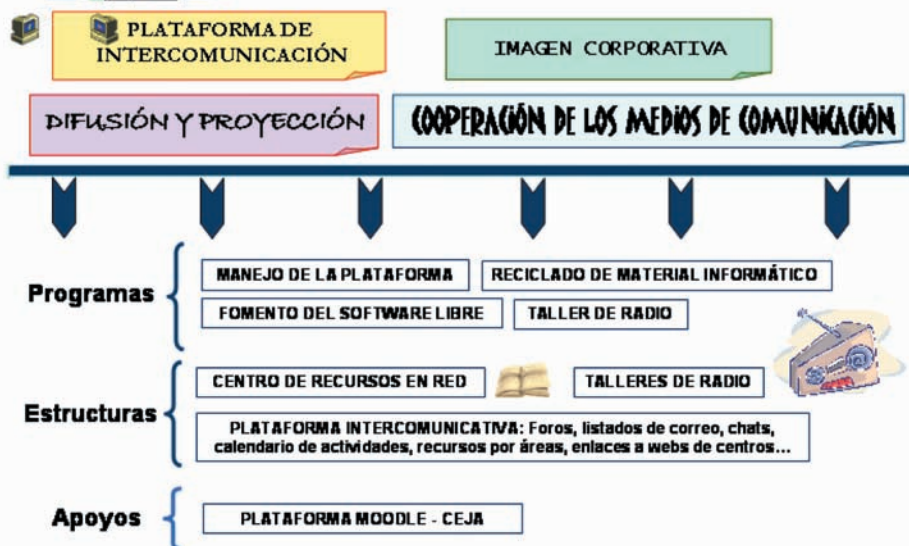 PLATAFORMA DE
INTERCOMUNICACIÓN
IMAGEN CORPORATIVA
DIFUSIÓN Y PROYECCIÓN
COOPERACIÓN DE LOS MEDIOS DE COMUNICACIÓN
Programas
MANEJO DE LA PLATAFORMA
RECICLADO DE MATERIAL INFORMÁTICO
FOMENTO DEL SOFTWARE LIBRE
TALLER DE RADIO
Estructuras
CENTRO DE RECURSOS EN RED
TALLERES DE RADIO
PLATAFORMA INTERCOMUNICATIVA: Foros, listados de correo, chats,
calendario de actividades, recursos por áreas, enlaces a webs de centros...
Apoyos
PLATAFORMA MOODLE - CEJA